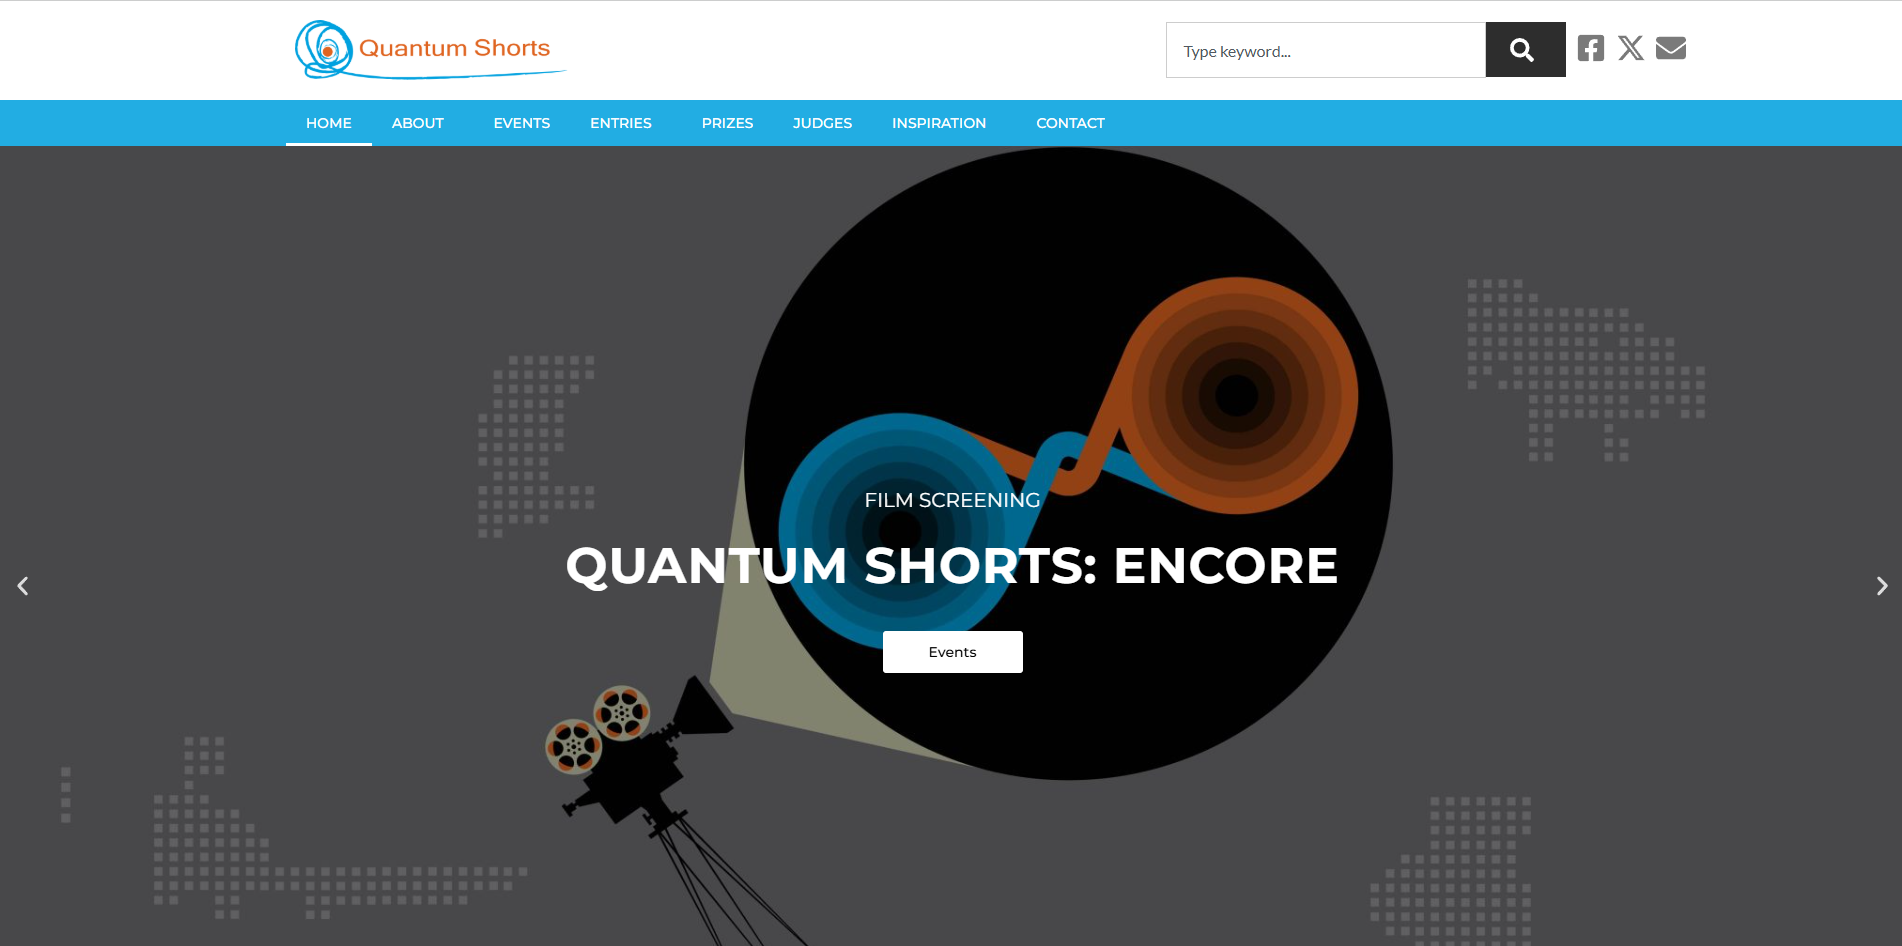 Quantum Shorts
Type keyword...
HOME ABOUT EVENTS ENTRIES PRIZES JUDGES INSPIRATION CONTACT
FILM SCREENING
QUANTUM SHORTS: ENCORE
Events